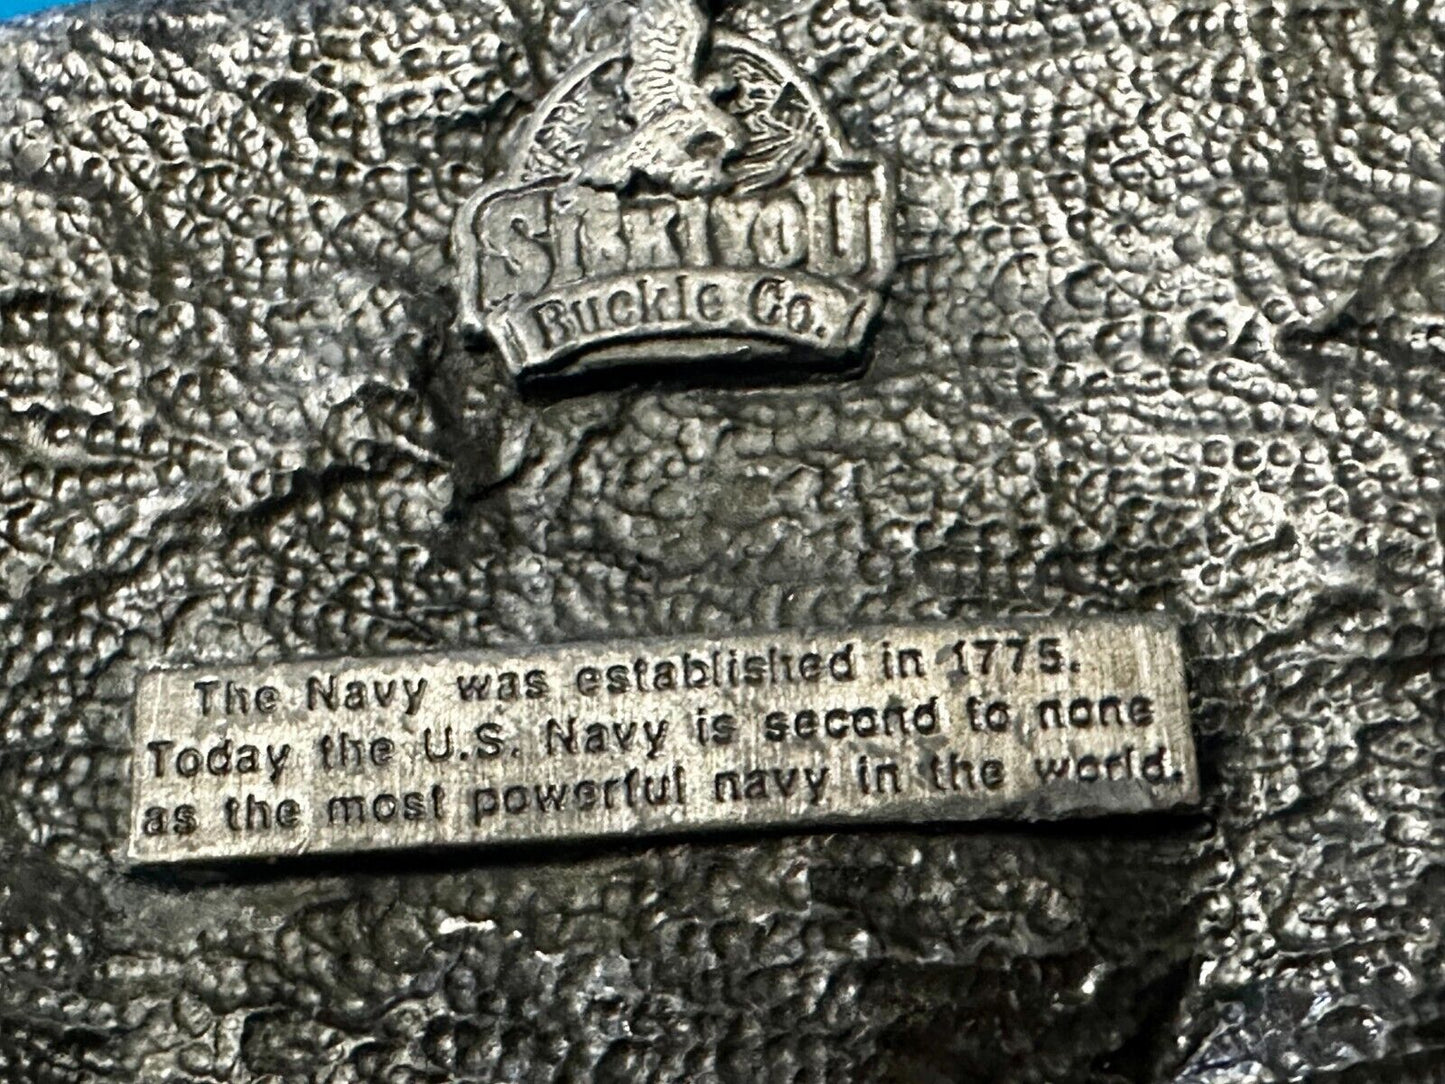 SISKIYOU
Buckle Co.
The Navy was established in 1775.
Today the U.S. Navy is second to none
as the most powerful navy in the world.